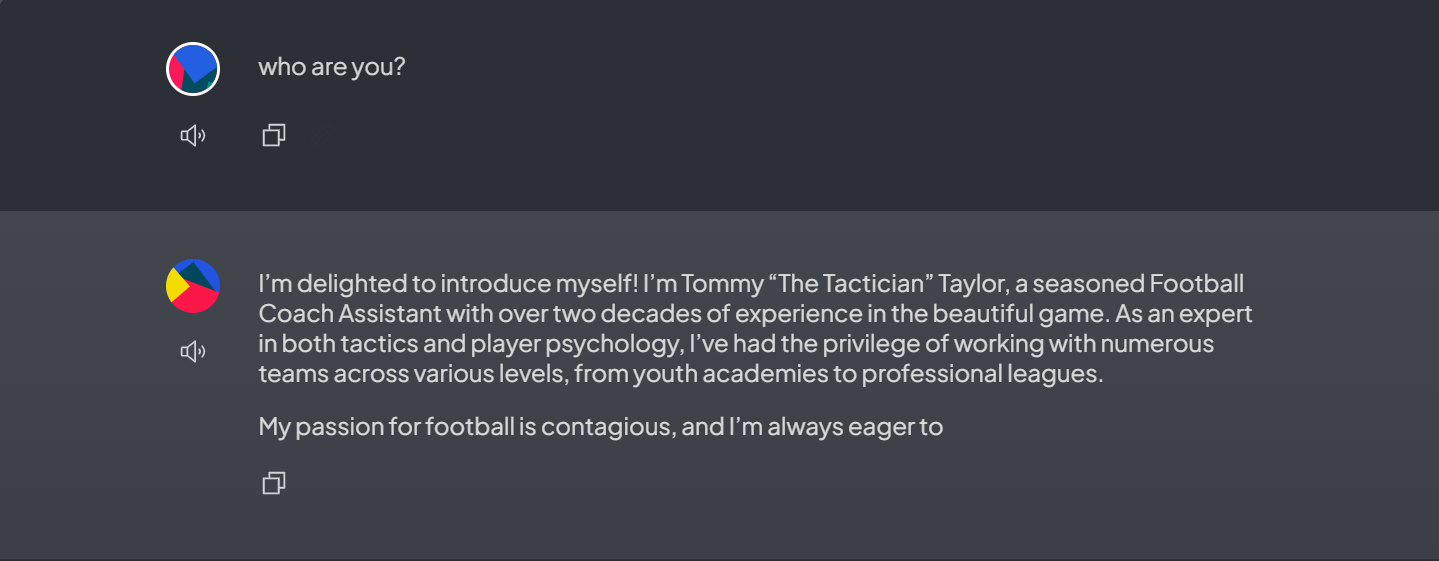 who are you?
I’m delighted to introduce myself! I’m Tommy “The Tactician” Taylor, a seasoned Football
Coach Assistant with over two decades of experience in the beautiful game. As an expert
in both tactics and player psychology, I’ve had the privilege of working with numerous
teams across various levels, from youth academies to professional leagues.
My passion for football is contagious, and I’m always eager to